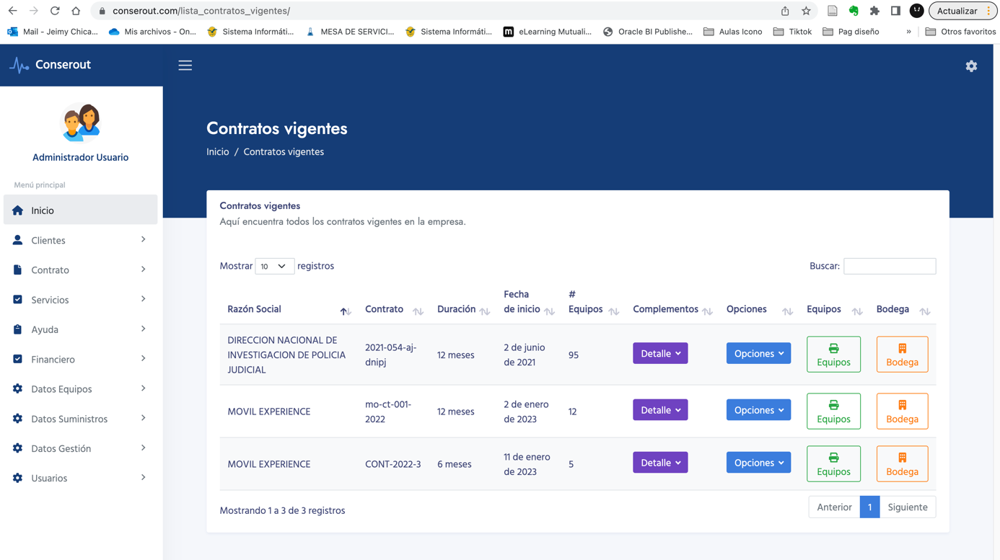 conserout.com/lista_contratos_vigentes/
Actualizar
Mail - Jeimy Chica...
Mis archivos - On...
Sistema Informáti...
MESA DE SERVICI...
Sistema Informáti...
m
eLearning Mutuali...
Oracle BI Publishe...
Aulas Icono
Tiktok
Pag diseño
»
Otros favoritos
Conserout
Administrador Usuario
Menú principal
Inicio
Clientes
Contrato
Servicios
Ayuda
Financiero
Datos Equipos
Datos Suministros
Datos Gestión
Usuarios
Contratos vigentes
Inicio / Contratos vigentes
Contratos vigentes
Aquí encuentra todos los contratos vigentes en la empresa.
Mostrar 10 registros
Buscar:
Razón Social
Contrato
Duración
Fecha
de inicio
#
Equipos
Complementos
Opciones
Equipos
Bodega
DIRECCION NACIONAL DE
INVESTIGACION DE POLICIA
JUDICIAL
2021-054-aj-
dnipj
12 meses
2 de junio
de 2021
95
Detalle
Opciones
Equipos
Bodega
MOVIL EXPERIENCE
mo-ct-001-
2022
12 meses
2 de enero
de 2023
12
Detalle
Opciones
Equipos
Bodega
MOVIL EXPERIENCE
CONT-2022-3
6 meses
11 de enero
de 2023
5
Detalle
Opciones
Equipos
Bodega
Mostrando 1 a 3 de 3 registros
Anterior 1 Siguiente